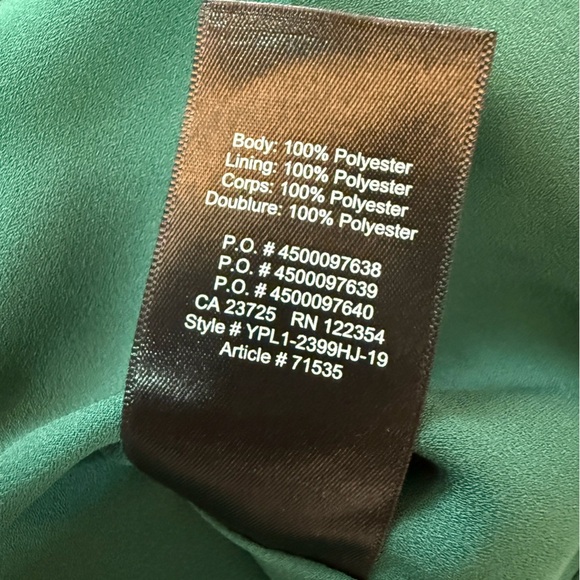 Body: 100% Polyester
Lining: 100% Polyester
Corps: 100% Polyester
Doublure: 100% Polyester
P.O. # 4500097638
P.O. # 4500097639
P.O. # 4500097640
CA 23725 RN 122354
Style # YPL1-2399HJ-19
Article # 71535